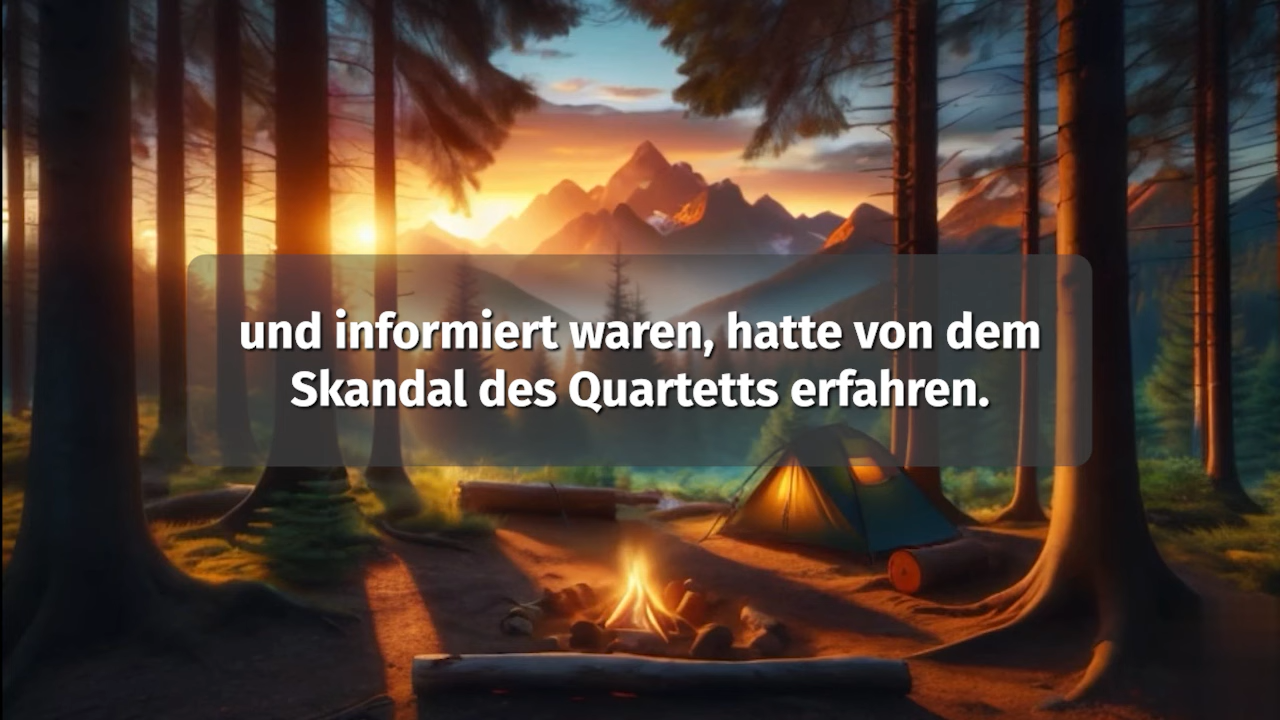 und informiert waren, hatte von dem
Skandal des Quartetts erfahren.